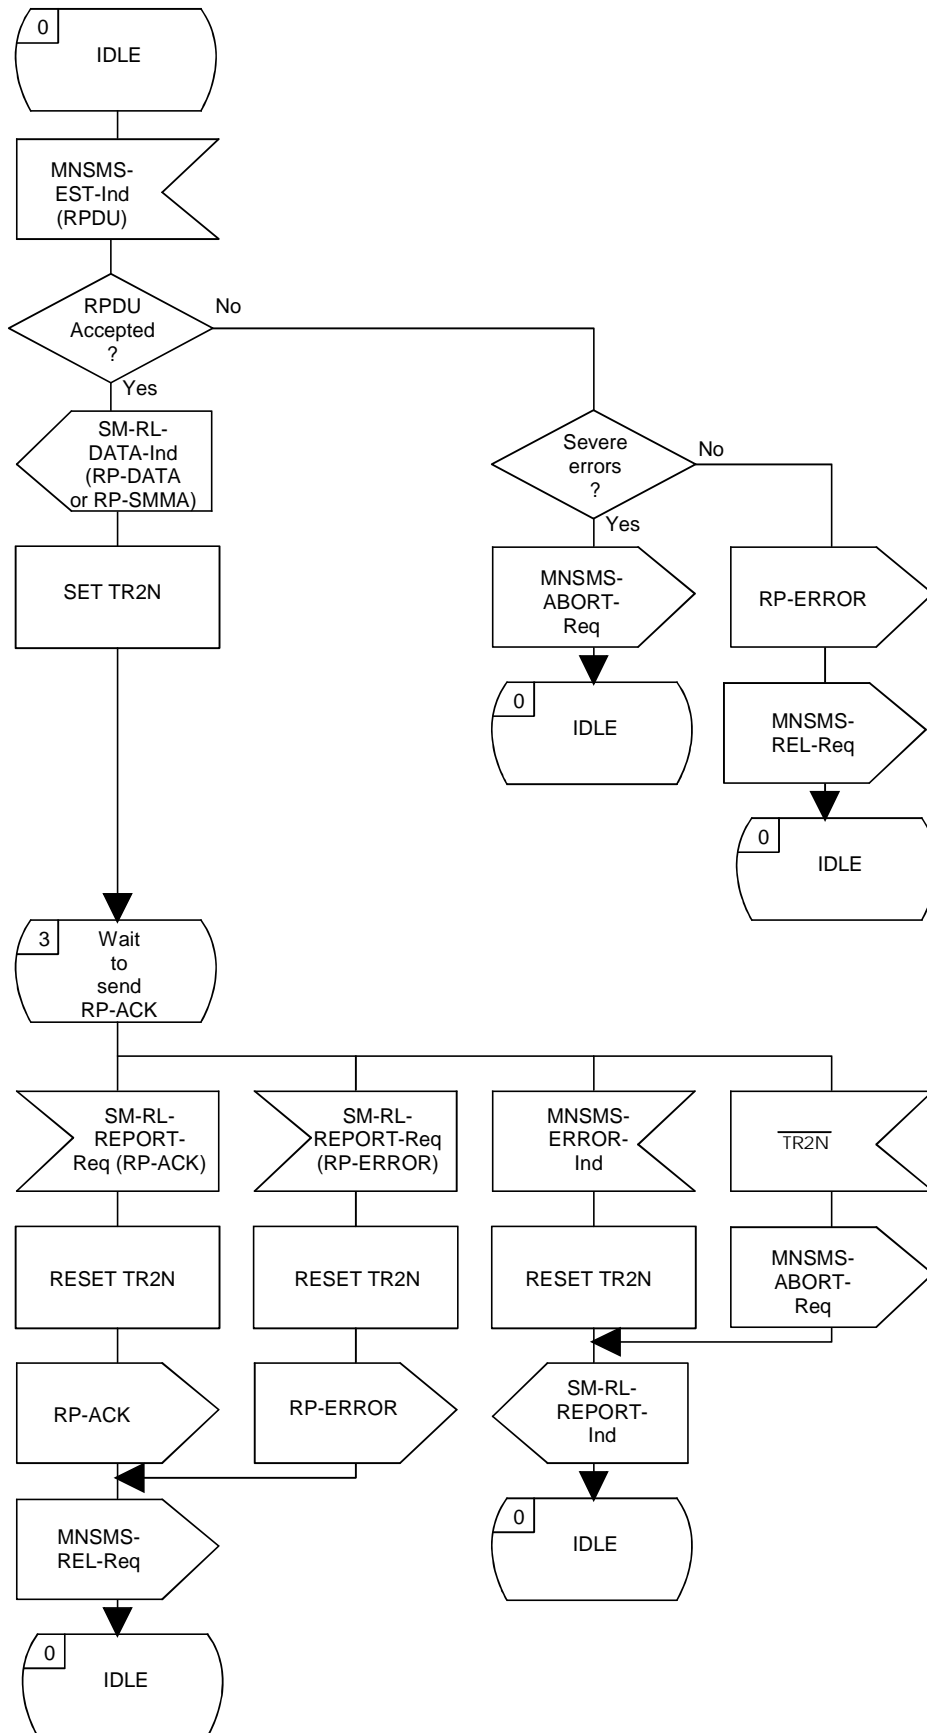 0
IDLE
MNSMS-
EST-Ind
(RPDU)
RPDU
Accepted
?
No
Yes
SM-RL-
DATA-Ind
(RP-DATA
or RP-SMMA)
SET TR2N
Severe
errors
?
No
Yes
MNSMS-
ABORT-
Req
RP-ERROR
0
IDLE
MNSMS-
REL-Req
0
IDLE
3
Wait
to
send
RP-ACK
SM-RL-
REPORT-
Req (RP-ACK)
SM-RL-
REPORT-Req
(RP-ERROR)
MNSMS-
ERROR-
Ind
TR2N
RESET TR2N
RESET TR2N
RESET TR2N
MNSMS-
ABORT-
Req
RP-ACK
RP-ERROR
SM-RL-
REPORT-
Ind
MNSMS-
REL-Req
0
IDLE
0
IDLE